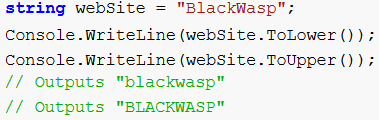 string webSite = "BlackWasp";
Console.WriteLine(webSite.ToLower());
Console.WriteLine(webSite.ToUpper());
// Outputs "blackwasp"
// Outputs "BLACKWASP"